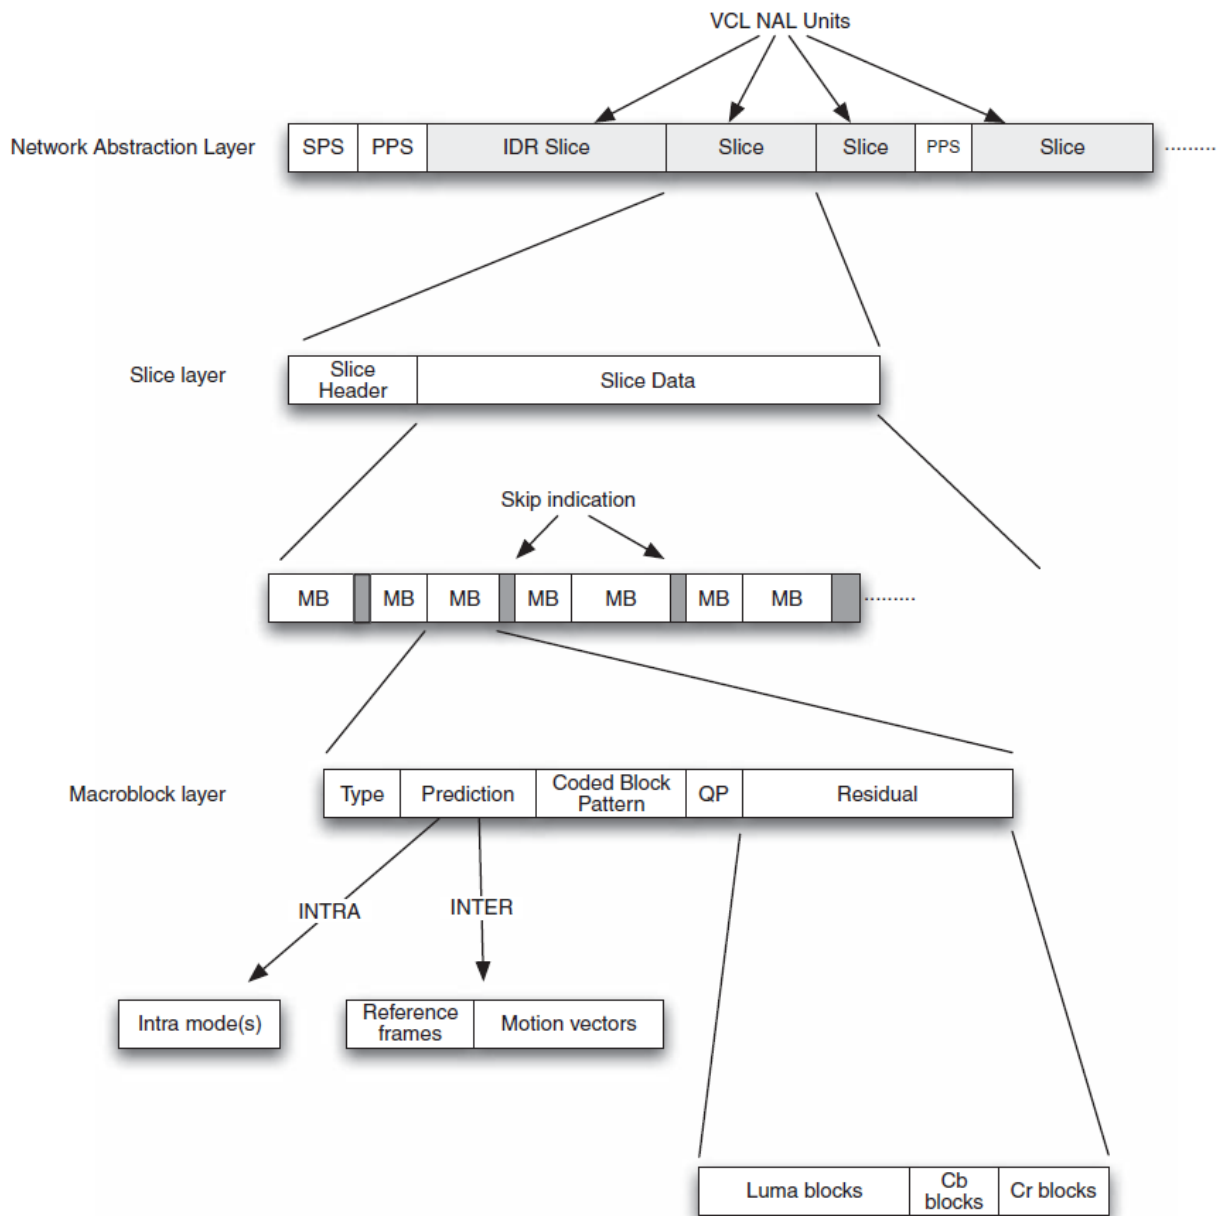 VCL NAL Units
Network Abstraction Layer
SPS
PPS
IDR Slice
Slice
Slice
PPS
Slice
Slice layer
Slice
Header
Slice Data
Skip indication
MB
MB
MB
MB
MB
MB
MB
Macroblock layer
Type
Prediction
Coded Block
Pattern
QP
Residual
INTRA
INTER
Intra mode(s)
Reference
frames
Motion vectors
Luma blocks
Cb
blocks
Cr blocks